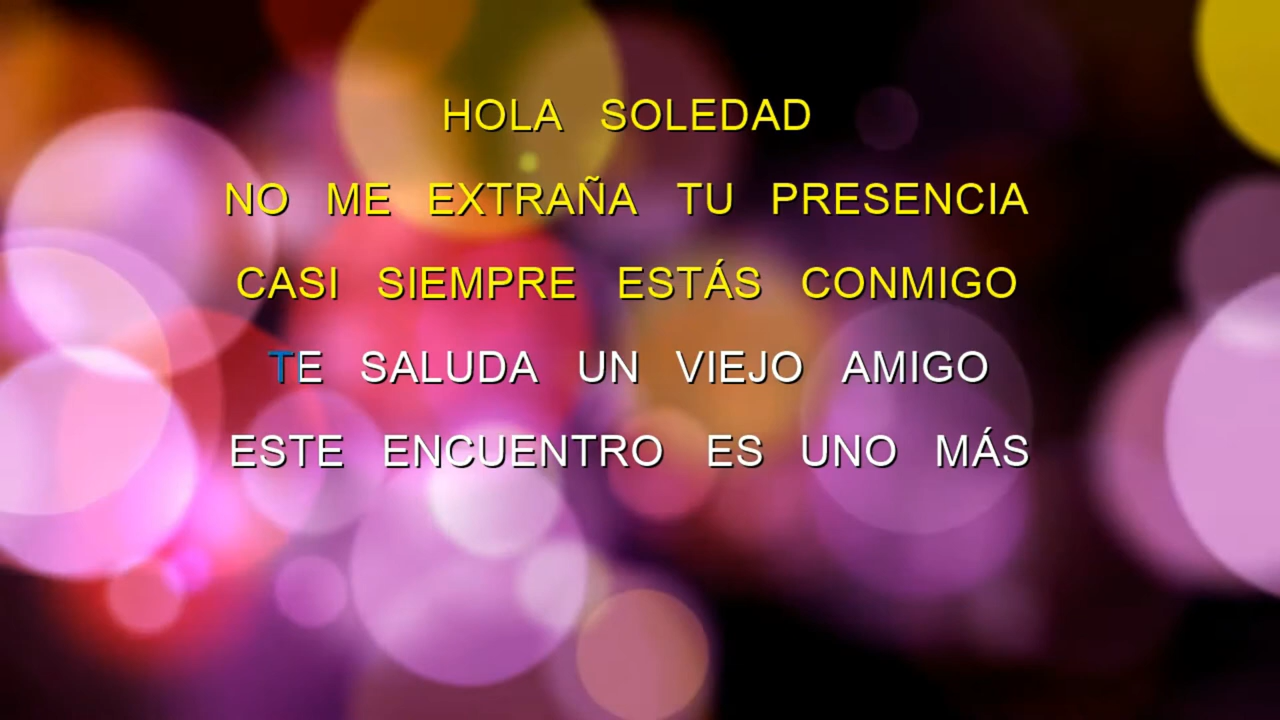 HOLA SOLEDAD
NO ME EXTRAÑA TU PRESENCIA
CASI SIEMPRE ESTÁS CONMIGO
TE SALUDA UN VIEJO AMIGO
ESTE ENCUENTRO ES UNO MÁS